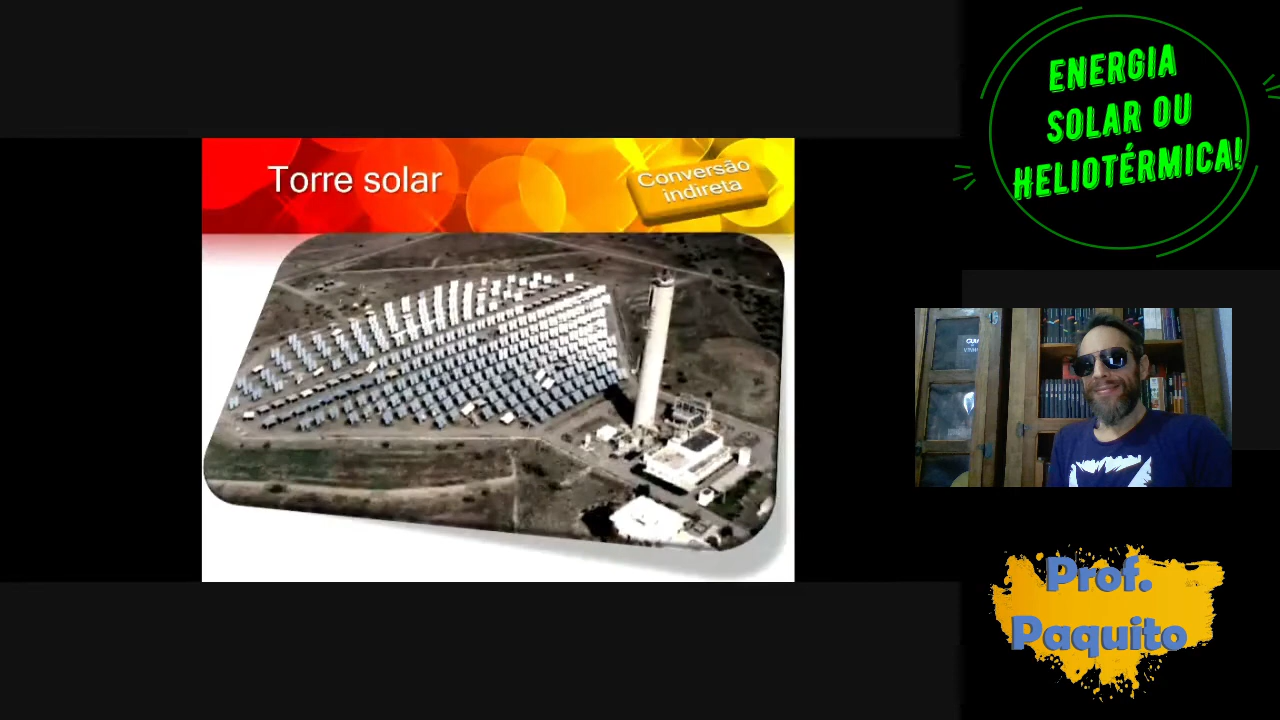 Torre solar
Conversão
indireta
ENERGIA
SOLAR OU
HELIOTÉRMICA!
Prof.
Paquito